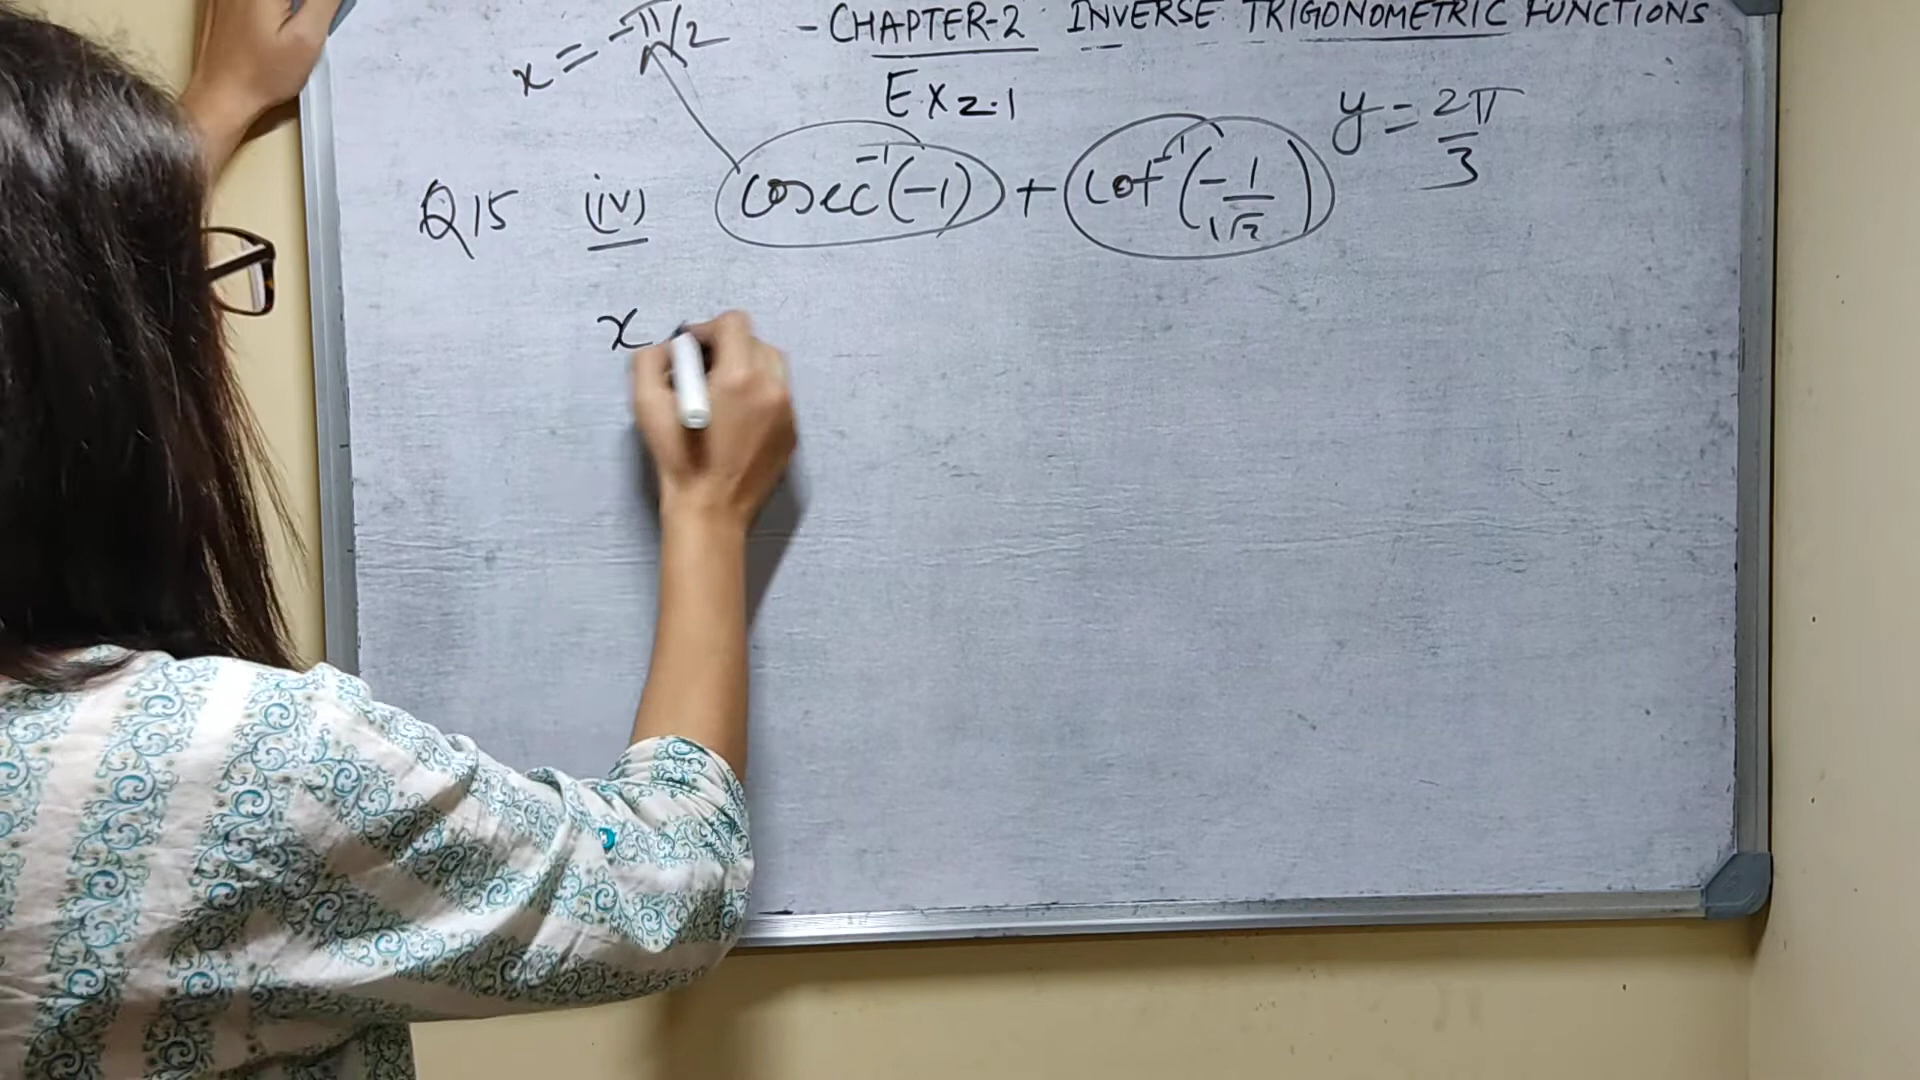 x = -π/2 - CHAPTER-2 INVERSE TRIGONOMETRIC FUNCTIONS
Ex 2.1
y = 2π/3
Q15 (iv) cosec⁻¹(-1) + cot⁻¹(-1/√3)
x